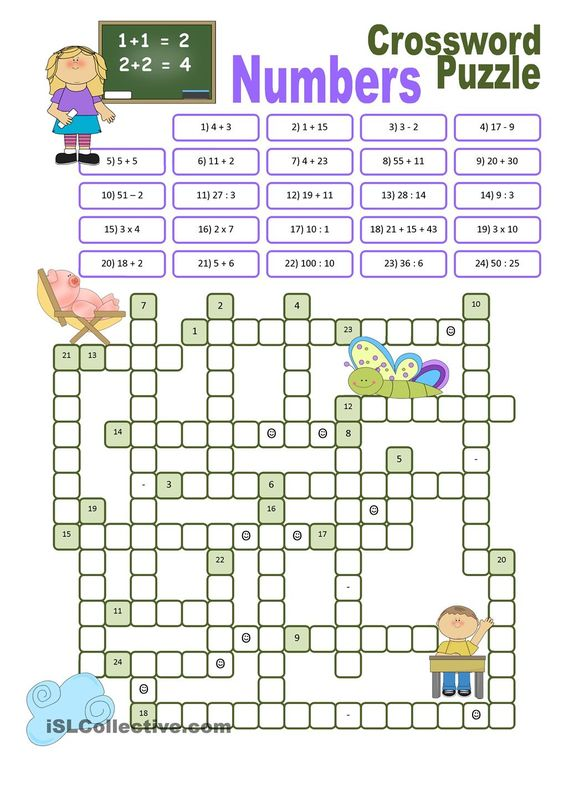 1+1 = 2
2+2 = 4
Crossword
Numbers Puzzle
1) 4 + 3
2) 1 + 15
3) 3 - 2
4) 17 - 9
5) 5 + 5
6) 11 + 2
7) 4 + 23
8) 55 + 11
9) 20 + 30
10) 51 – 2
11) 27 : 3
12) 19 + 11
13) 28 : 14
14) 9 : 3
15) 3 x 4
16) 2 x 7
17) 10 : 1
18) 21 + 15 + 43
19) 3 x 10
20) 18 + 2
21) 5 + 6
22) 100 : 10
23) 36 : 6
24) 50 : 25
7 2 4 10
1 23
21 13
12
14 8
5 -
- 3 6
19 16
15 17
22 20
-
11
9
24
18 -
iSLCollective.com